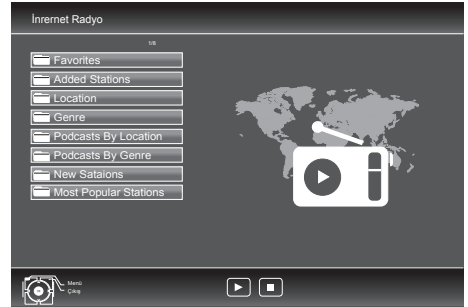 İnrernet Radyo
1/8
Favorites
Added Stations
Location
Genre
Podcasts By Location
Podcasts By Genre
New Sataions
Most Popular Stations
Menü
Çıkış